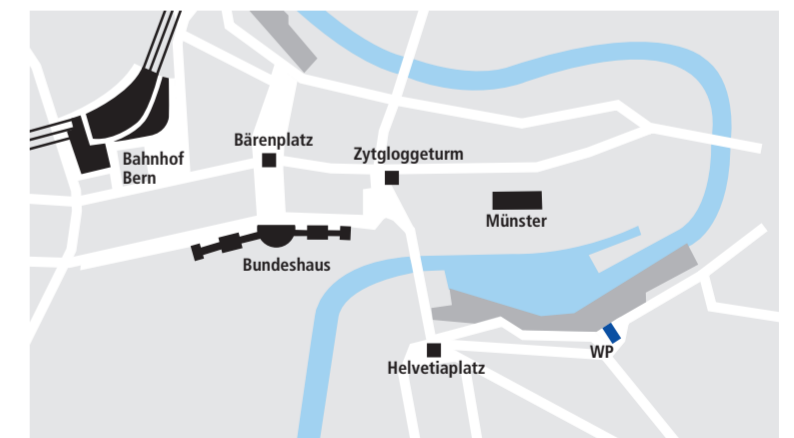 Bärenplatz
Zytgloggeturm
Bahnhof
Bern
Münster
Bundeshaus
WP
Helvetiaplatz